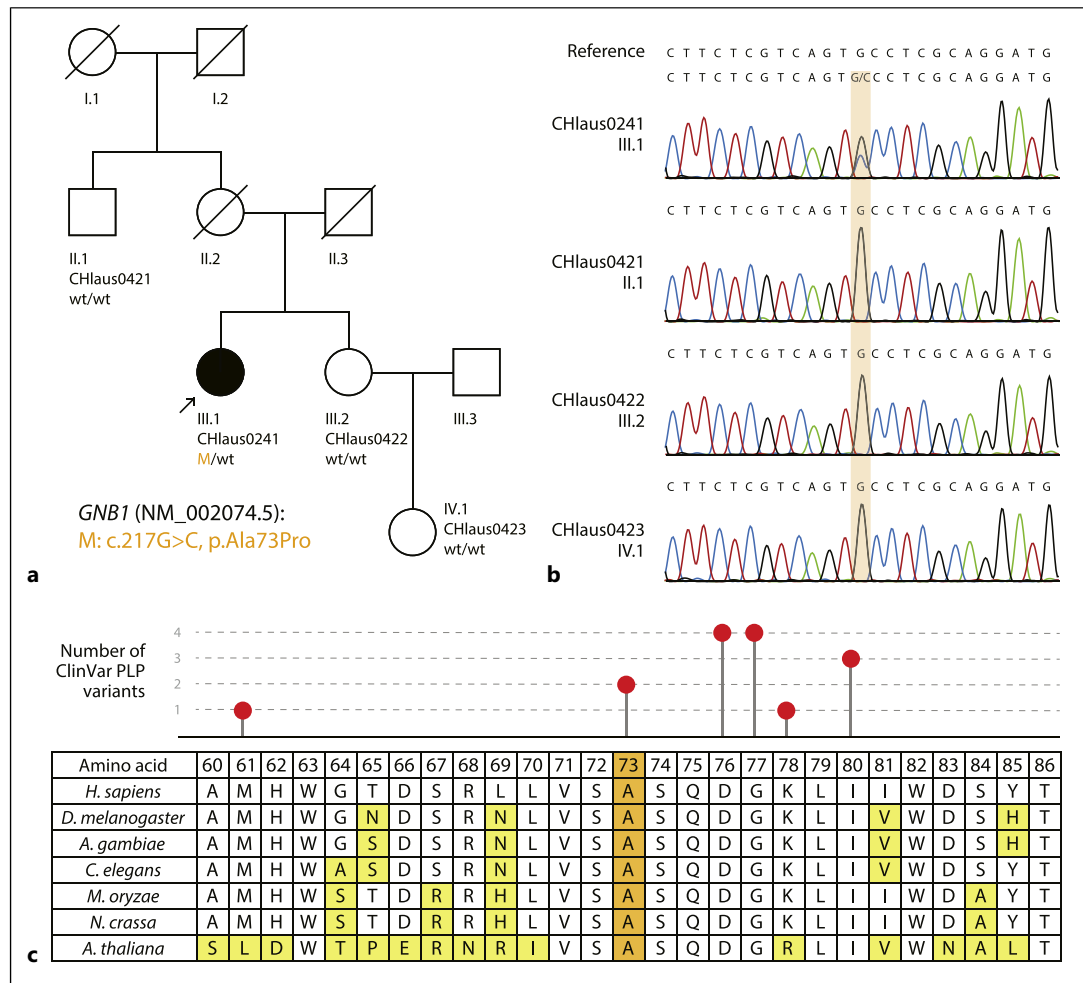 I.1
I.2
II.1
CHlaus0421
wt/wt
II.2
II.3
III.1
CHlaus0241
M/wt
III.2
CHlaus0422
wt/wt
III.3
IV.1
CHlaus0423
wt/wt
GNB1 (NM_002074.5):
M: c.217G>C, p.Ala73Pro
a
Reference
C T T C T C G T C A G T G C C T C G C A G G A T G
C T T C T C G T C A G T G/C C C T C G C A G G A T G
CHlaus0241
III.1
C T T C T C G T C A G T G C C T C G C A G G A T G
CHlaus0421
II.1
C T T C T C G T C A G T G C C T C G C A G G A T G
CHlaus0422
III.2
C T T C T C G T C A G T G C C T C G C A G G A T G
CHlaus0423
IV.1
b
Number of
ClinVar PLP
variants
4
3
2
1
Amino acid 60 61 62 63 64 65 66 67 68 69 70 71 72 73 74 75 76 77 78 79 80 81 82 83 84 85 86
H. sapiens A M H W G T D S R L L V S A S Q D G K L I I W D S Y T
D. melanogaster A M H W G N D S R N L V S A S Q D G K L I V W D S H T
A. gambiae A M H W G S D S R N L V S A S Q D G K L I V W D S H T
C. elegans A M H W A S D S R N L V S A S Q D G K L I V W D S Y T
M. oryzae A M H W S T D R R H L V S A S Q D G K L I I W D A Y T
N. crassa A M H W S T D R R H L V S A S Q D G K L I I W D A Y T
A. thaliana S L D W T P E R N R I V S A S Q D G R L I V W N A L T
c